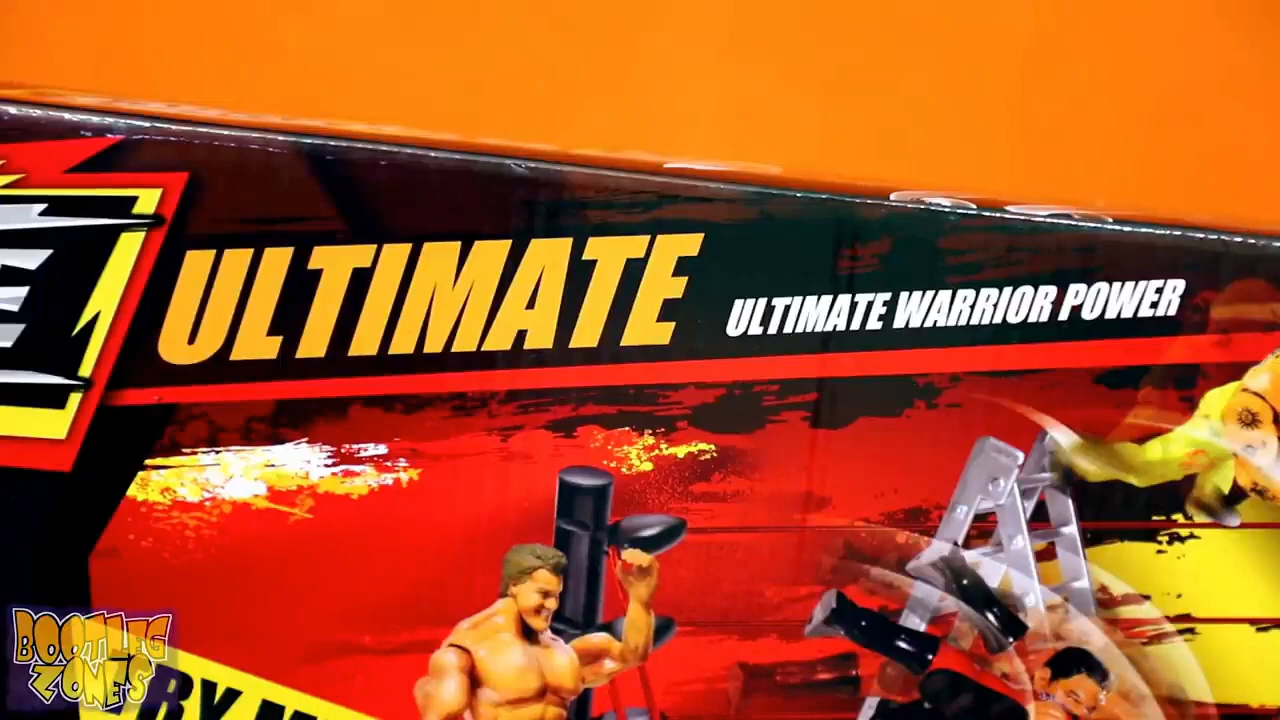 ULTIMATE
ULTIMATE WARRIOR POWER
BOOTLEG
ZONES